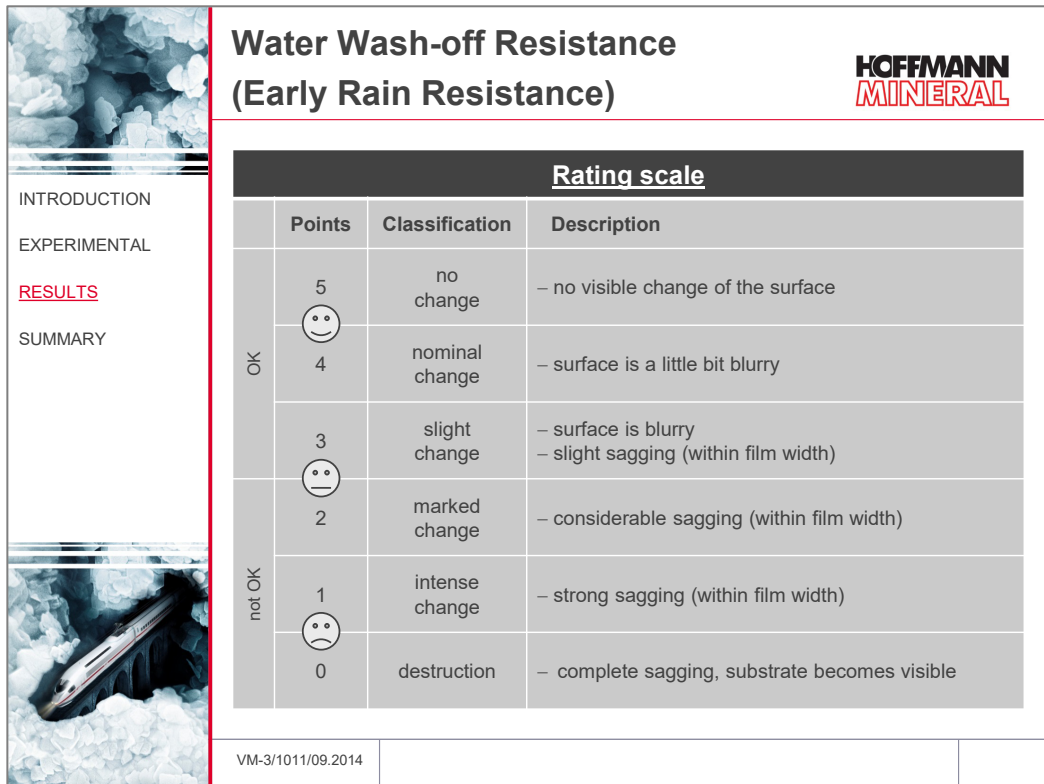 Water Wash-off Resistance
(Early Rain Resistance)
HOFFMANN
MINERAL
INTRODUCTION
EXPERIMENTAL
RESULTS
SUMMARY
Rating scale
Points Classification Description
OK
5 no change – no visible change of the surface
4 nominal change – surface is a little bit blurry
3 slight change – surface is blurry
– slight sagging (within film width)
not OK
2 marked change – considerable sagging (within film width)
1 intense change – strong sagging (within film width)
0 destruction – complete sagging, substrate becomes visible
VM-3/1011/09.2014